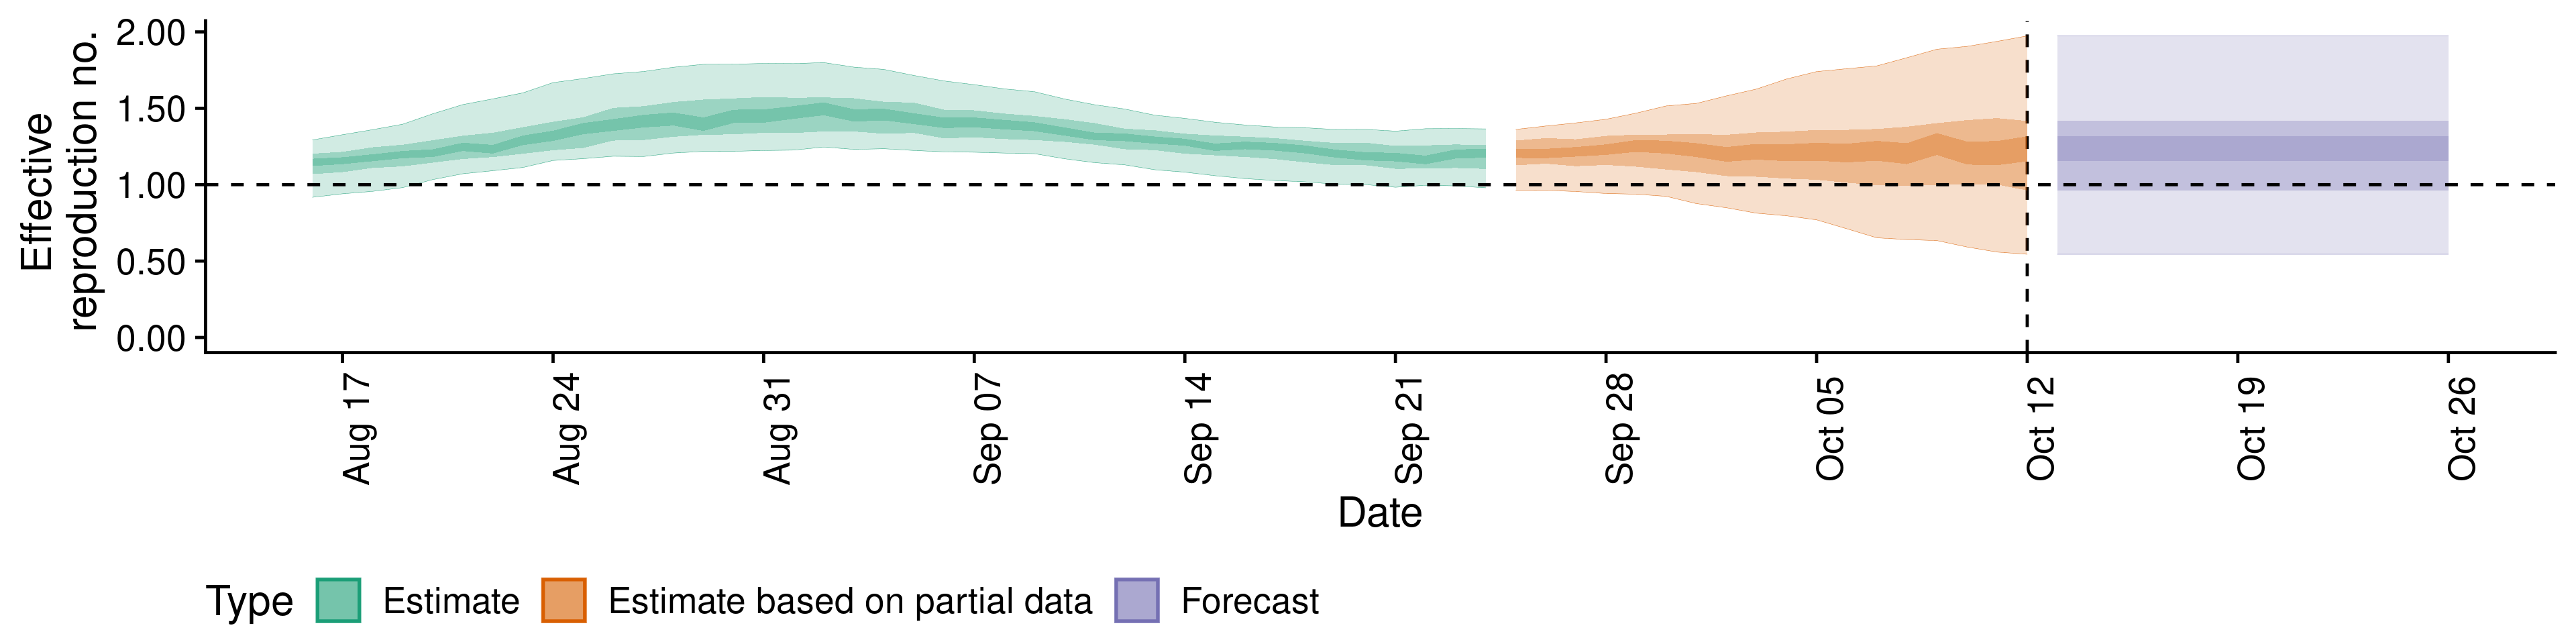 Effective
reproduction no.
2.00
1.50
1.00
0.50
0.00
Aug 17
Aug 24
Aug 31
Sep 07
Sep 14
Sep 21
Sep 28
Oct 05
Oct 12
Oct 19
Oct 26
Date
Type Estimate Estimate based on partial data Forecast